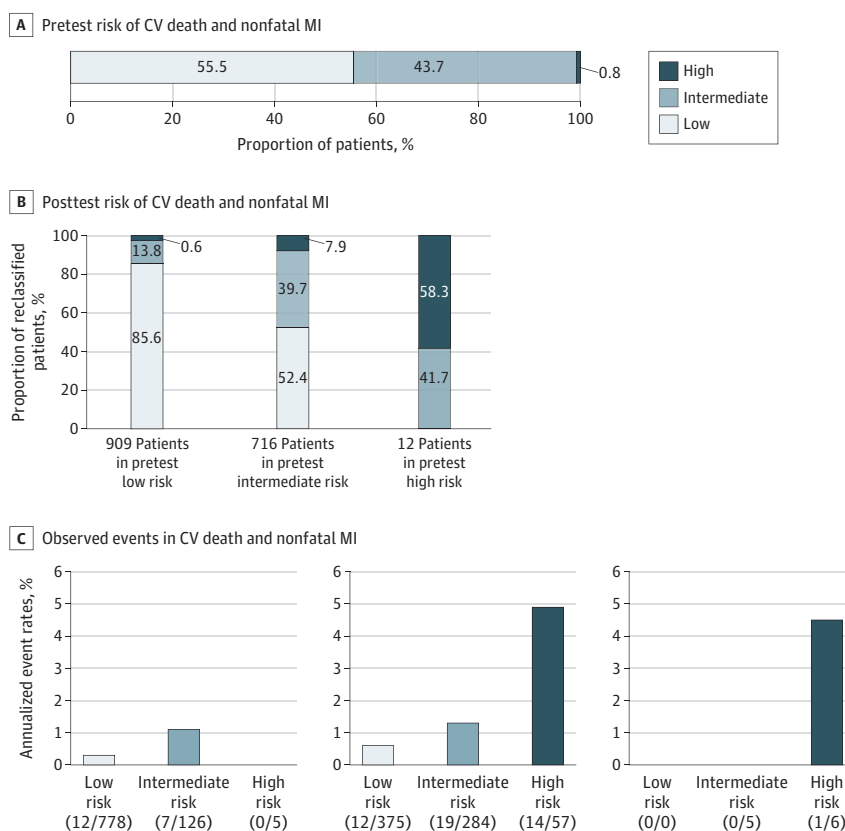 A Pretest risk of CV death and nonfatal MI
55.5 43.7 0.8
0 20 40 60 80 100
Proportion of patients, %
High
Intermediate
Low
B Posttest risk of CV death and nonfatal MI
Proportion of reclassified
patients, %
100
80
60
40
20
0
13.8 0.6
85.6
7.9
39.7
52.4
58.3
41.7
909 Patients
in pretest
low risk
716 Patients
in pretest
intermediate risk
12 Patients
in pretest
high risk
C Observed events in CV death and nonfatal MI
Annualized event rates, %
6
5
4
3
2
1
0
Low
risk
(12/778)
Intermediate
risk
(7/126)
High
risk
(0/5)
6
5
4
3
2
1
0
Low
risk
(12/375)
Intermediate
risk
(19/284)
High
risk
(14/57)
6
5
4
3
2
1
0
Low
risk
(0/0)
Intermediate
risk
(0/5)
High
risk
(1/6)